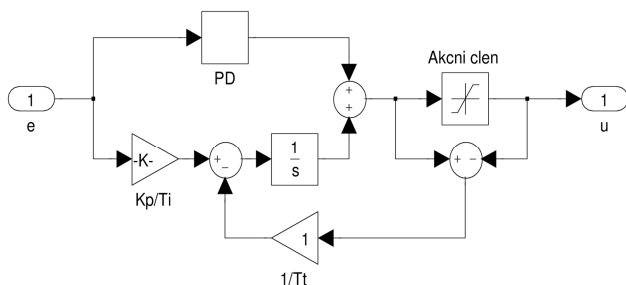 Akcni clen
PD
1
e
+
+
1
u
-K-
+
−
1
s
+ −
Kp/Ti
1
1/Tt